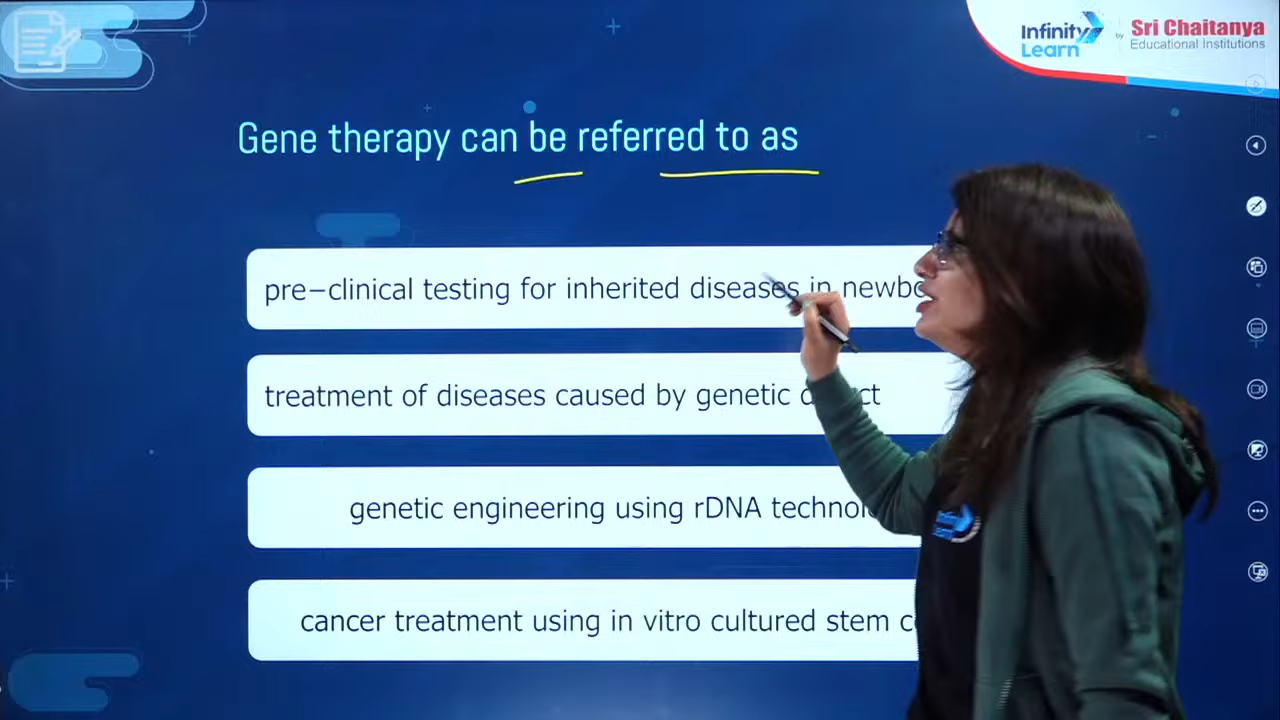 Infinity
Learn
by
Sri Chaitanya
Educational Institutions
Gene therapy can be referred to as
pre–clinical testing for inherited diseases in
treatment of diseases caused by genetic
genetic engineering using rDNA
cancer treatment using in vitro cultured stem